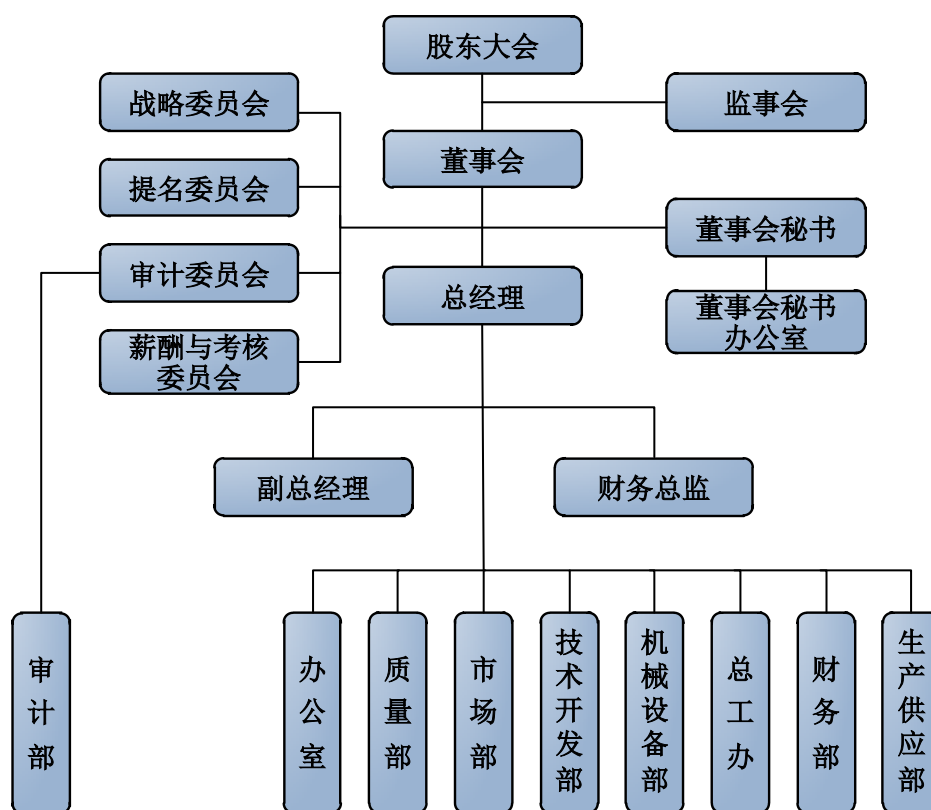 股东大会
战略委员会
监事会
董事会
提名委员会
董事会秘书
审计委员会
总经理
董事会秘书
办公室
薪酬与考核
委员会
副总经理
财务总监
审计部
办公室
质量部
市场部
技术开发部
机械设备部
总工办
财务部
生产供应部